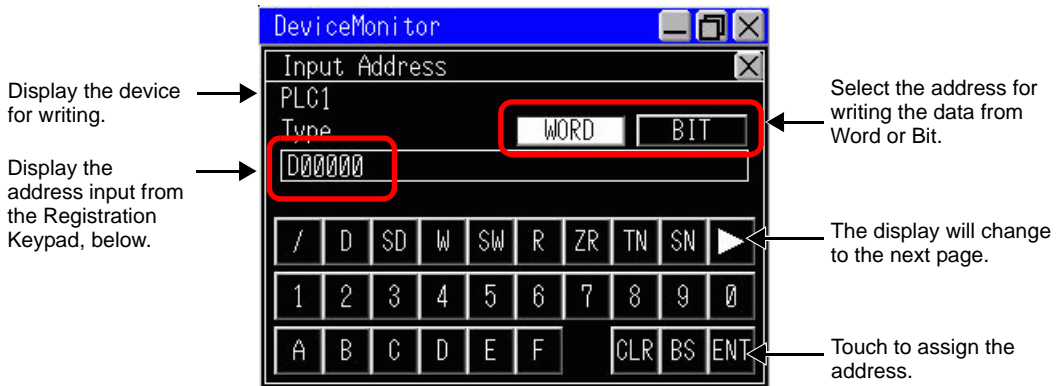 DeviceMonitor
Input Address
PLC1
Type
WORD BIT
D00000
/ D SD W SW R ZR TN SN
1 2 3 4 5 6 7 8 9 0
A B C D E F CLR BS ENT
Display the device
for writing.
Display the
address input from
the Registration
Keypad, below.
Select the address for
writing the data from
Word or Bit.
The display will change
to the next page.
Touch to assign the
address.